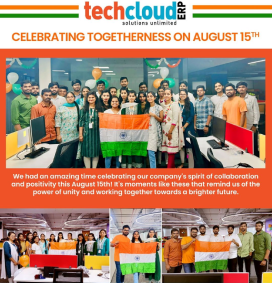 techcloud ERP
solutions unlimited
CELEBRATING TOGETHERNESS ON AUGUST 15TH
We had an amazing time celebrating our company's spirit of collaboration
and positivity this August 15th! It's moments like these that remind us of the
power of unity and working together towards a brighter future.